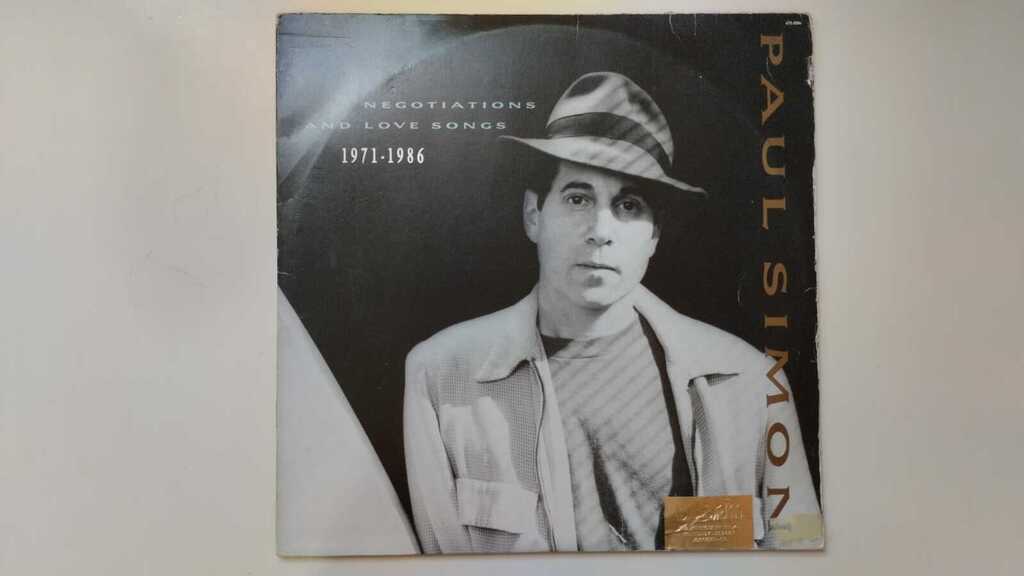 NEGOTIATIONS
AND LOVE SONGS
1971-1986
PAUL SIMON